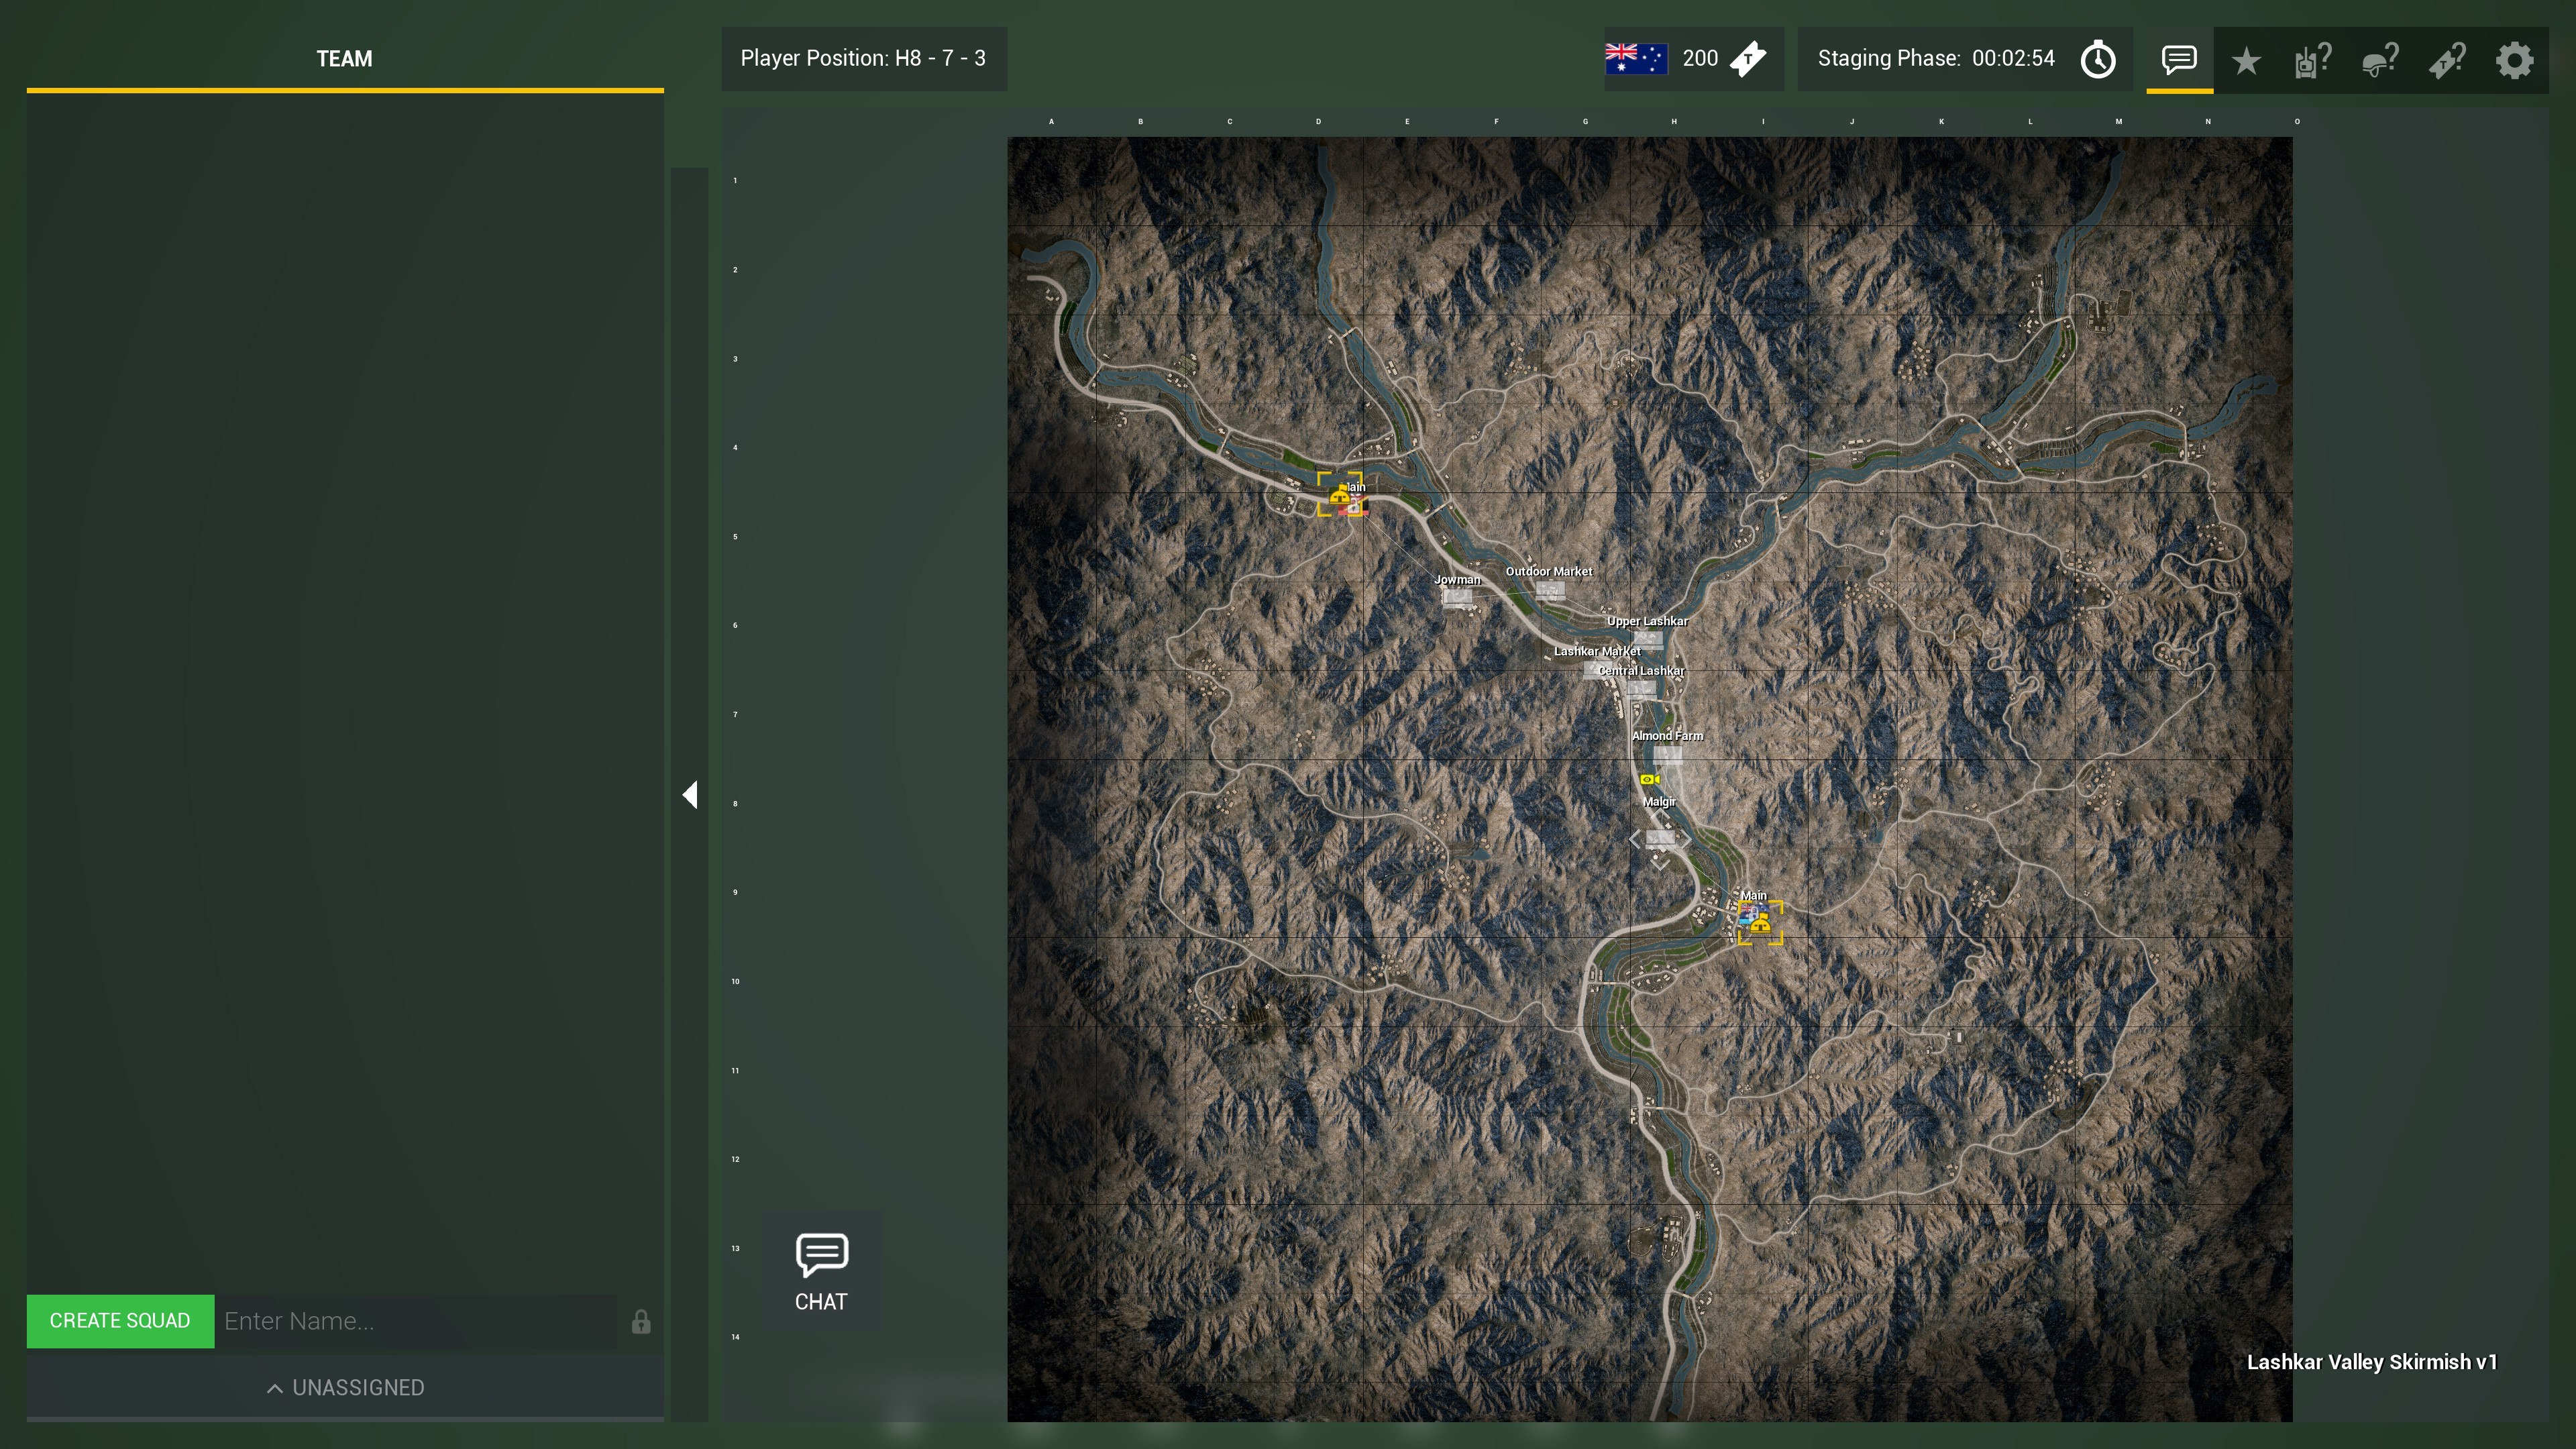 TEAM
Player Position: H8 - 7 - 3
200
T
Staging Phase: 00:02:54
?
?
T?
A B C D E F G H I J K L M N O
1
2
3
4
Main
5
Outdoor Market
Jowman
6
Upper Lashkar
Lashkar Market
Central Lashkar
7
Almond Farm
8
Malgir
9
Main
10
11
12
13
CHAT
CREATE SQUAD
Enter Name...
14
Lashkar Valley Skirmish v1
UNASSIGNED